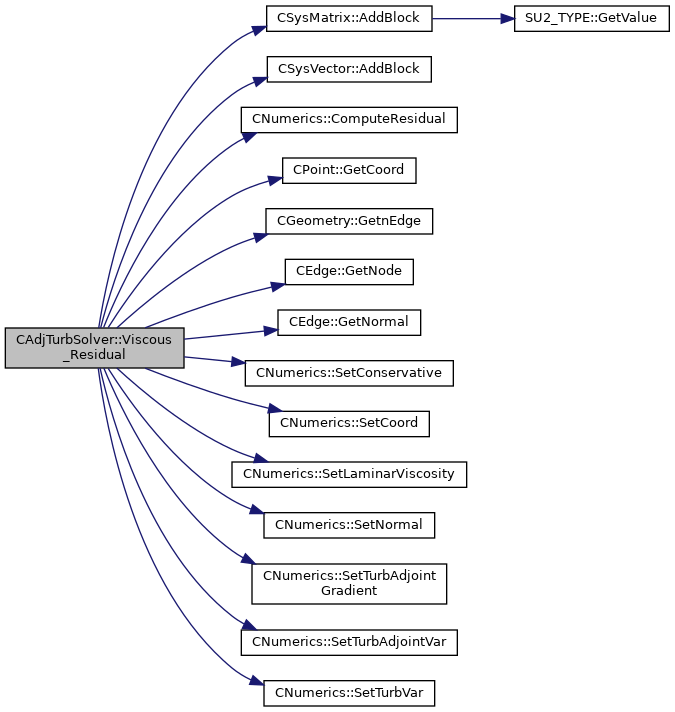 CSysMatrix::AddBlock
SU2_TYPE::GetValue
CSysVector::AddBlock
CNumerics::ComputeResidual
CPoint::GetCoord
CGeometry::GetnEdge
CEdge::GetNode
CEdge::GetNormal
CAdjTurbSolver::Viscous
_Residual
CNumerics::SetConservative
CNumerics::SetCoord
CNumerics::SetLaminarViscosity
CNumerics::SetNormal
CNumerics::SetTurbAdjoint
Gradient
CNumerics::SetTurbAdjointVar
CNumerics::SetTurbVar